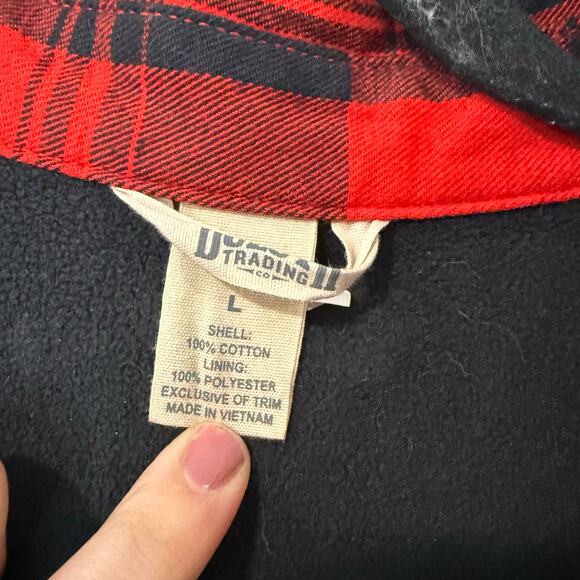 TRADING
CO
L
SHELL:
100% COTTON
LINING:
100% POLYESTER
EXCLUSIVE OF TRIM
MADE IN VIETNAM